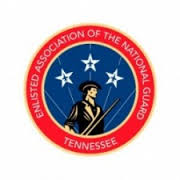 ENLISTED ASSOCIATION OF THE NATIONAL GUARD
TENNESSEE